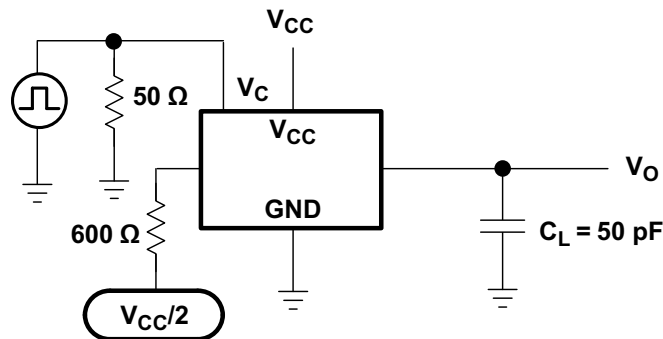 V_CC
50 Ω
V_C
V_CC
V_O
GND
600 Ω
C_L = 50 pF
V_CC/2